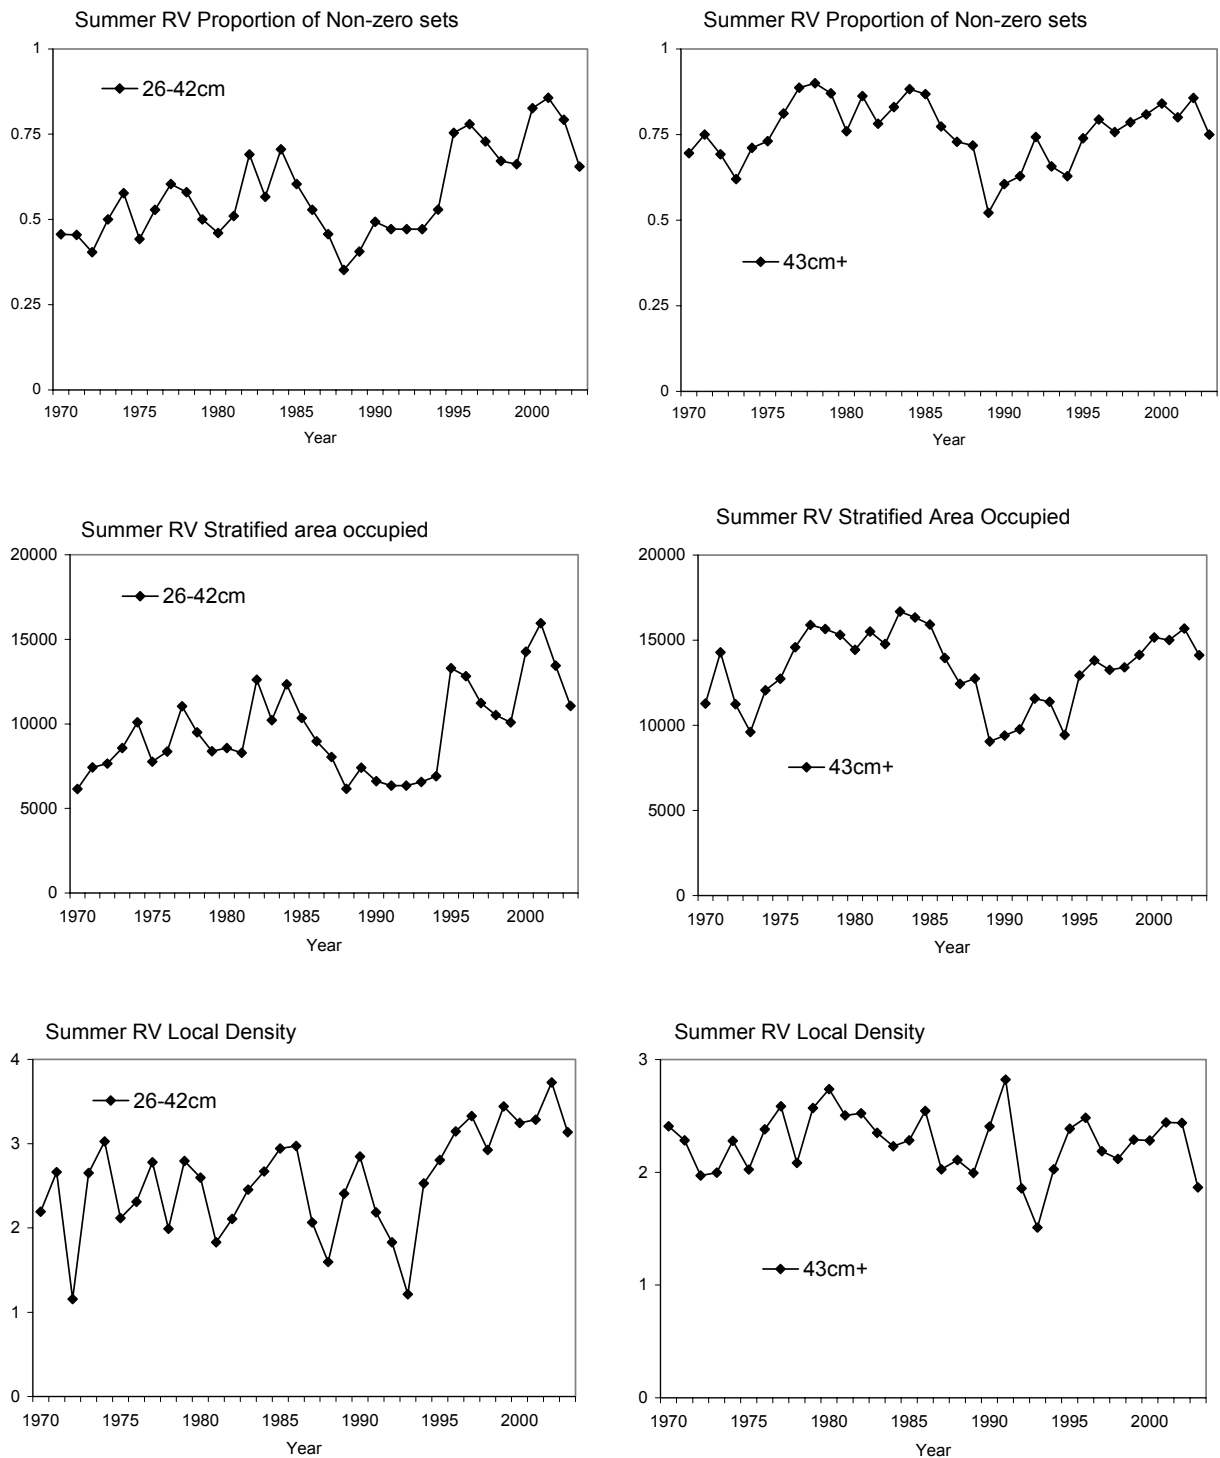 Summer RV Proportion of Non-zero sets
1
0.75
0.5
0.25
0
26-42cm
1970 1975 1980 1985 1990 1995 2000
Year
Summer RV Proportion of Non-zero sets
1
0.75
0.5
0.25
0
43cm+
1970 1975 1980 1985 1990 1995 2000
Year
Summer RV Stratified area occupied
20000
15000
10000
5000
0
26-42cm
1970 1975 1980 1985 1990 1995 2000
Year
Summer RV Stratified Area Occupied
20000
15000
10000
5000
0
43cm+
1970 1975 1980 1985 1990 1995 2000
Year
Summer RV Local Density
4
3
2
1
0
26-42cm
1970 1975 1980 1985 1990 1995 2000
Year
Summer RV Local Density
3
2
1
0
43cm+
1970 1975 1980 1985 1990 1995 2000
Year